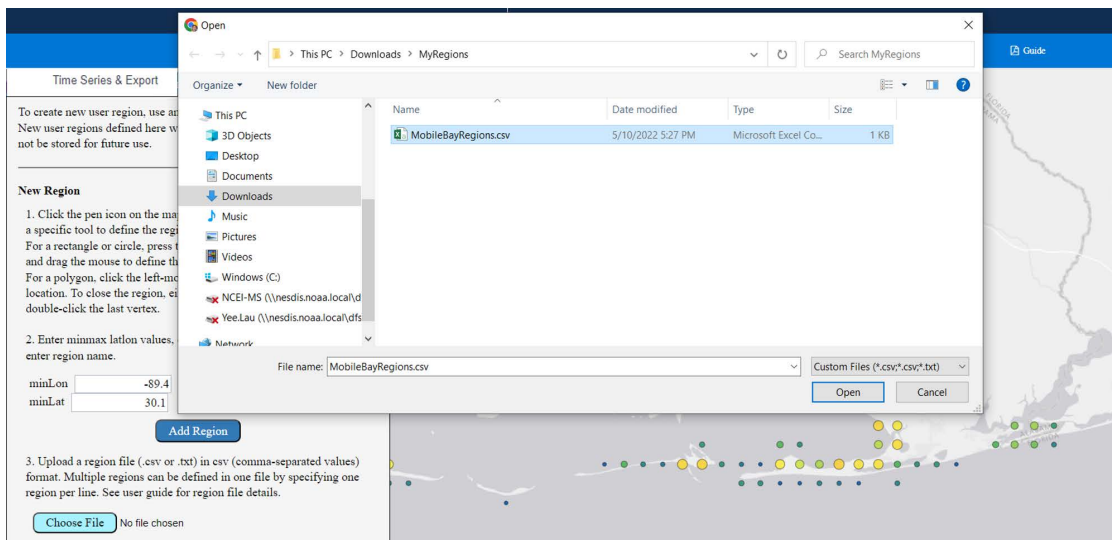 Open
This PC > Downloads > MyRegions
Search MyRegions
Guide
Time Series & Export
Organize
New folder
To create new user region, use an
New user regions defined here w
not be stored for future use.
New Region
1. Click the pen icon on the ma
a specific tool to define the regi
For a rectangle or circle, press t
and drag the mouse to define th
For a polygon, click the left-mo
location. To close the region, ei
double-click the last vertex.
2. Enter minmax latlon values,
enter region name.
minLon -89.4
minLat 30.1
Add Region
3. Upload a region file (.csv or .txt) in csv (comma-separated values)
format. Multiple regions can be defined in one file by specifying one
region per line. See user guide for region file details.
Choose File No file chosen
This PC
3D Objects
Desktop
Documents
Downloads
Music
Pictures
Videos
Windows (C:)
NCEI-MS (\\nesdis.noaa.local\d
Yee.Lau (\\nesdis.noaa.local\dfs
Network
Name Date modified Type Size
MobileBayRegions.csv 5/10/2022 5:27 PM Microsoft Excel Co... 1 KB
File name: MobileBayRegions.csv
Custom Files (*.csv;*.csv;*.txt)
Open Cancel
FLORIDA